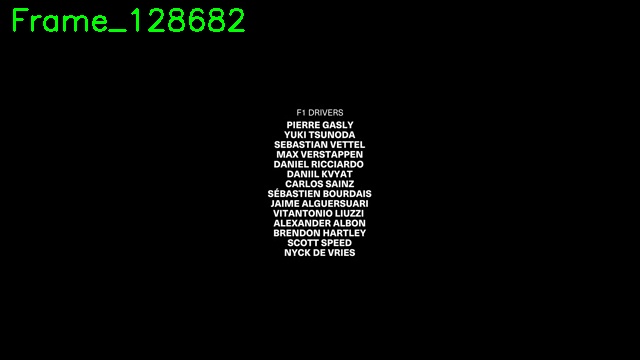 Frame_128682
F1 DRIVERS
PIERRE GASLY
YUKI TSUNODA
SEBASTIAN VETTEL
MAX VERSTAPPEN
DANIEL RICCIARDO
DANIIL KVYAT
CARLOS SAINZ
SÉBASTIEN BOURDAIS
JAIME ALGUERSUARI
VITANTONIO LIUZZI
ALEXANDER ALBON
BRENDON HARTLEY
SCOTT SPEED
NYCK DE VRIES